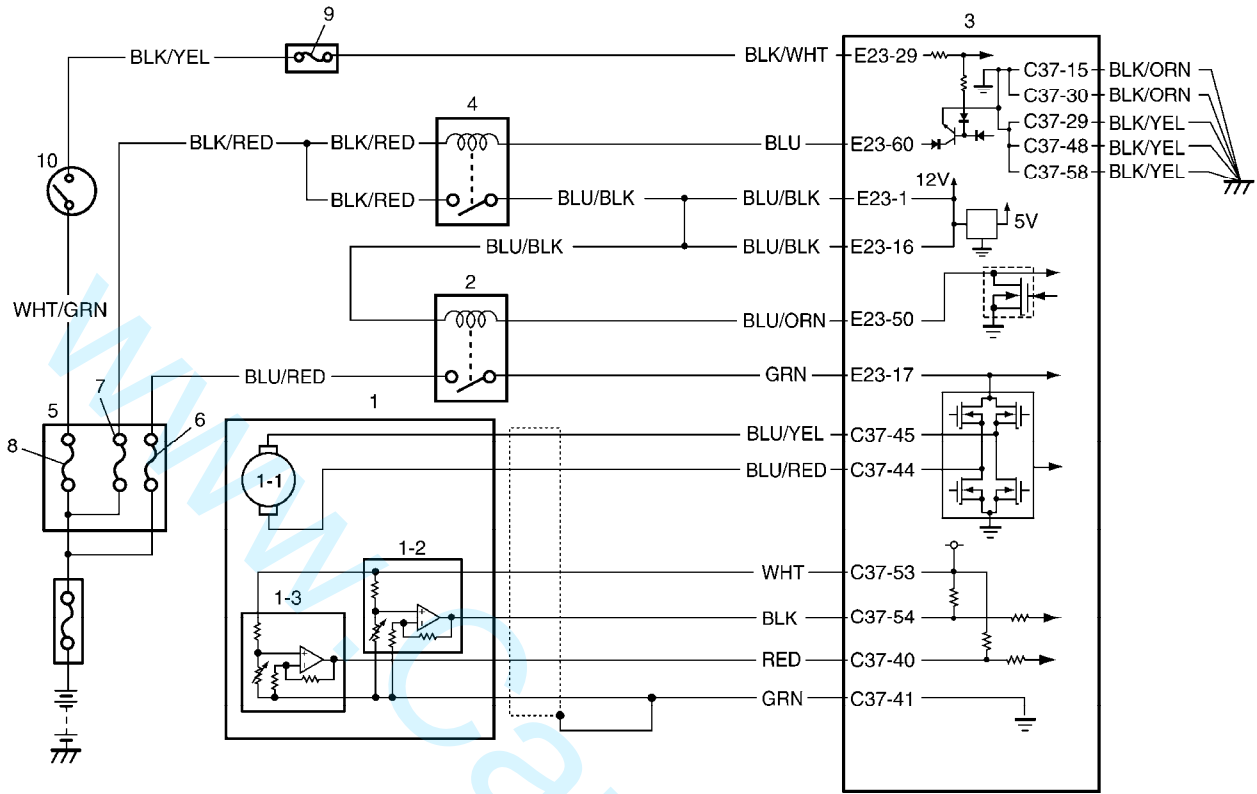 9
3
BLK/YEL
BLK/WHT
E23-29
C37-15
BLK/ORN
C37-30
BLK/ORN
4
C37-29
BLK/YEL
BLK/RED
BLK/RED
BLU
E23-60
C37-48
BLK/YEL
10
C37-58
BLK/YEL
12V
BLK/RED
BLU/BLK
BLU/BLK
E23-1
5V
BLU/BLK
BLU/BLK
E23-16
2
WHT/GRN
BLU/ORN
E23-50
BLU/RED
GRN
E23-17
5
7
6
1
8
BLU/YEL
C37-45
1-1
BLU/RED
C37-44
1-2
WHT
C37-53
1-3
+
-
BLK
C37-54
+
-
RED
C37-40
GRN
C37-41
www.Ca